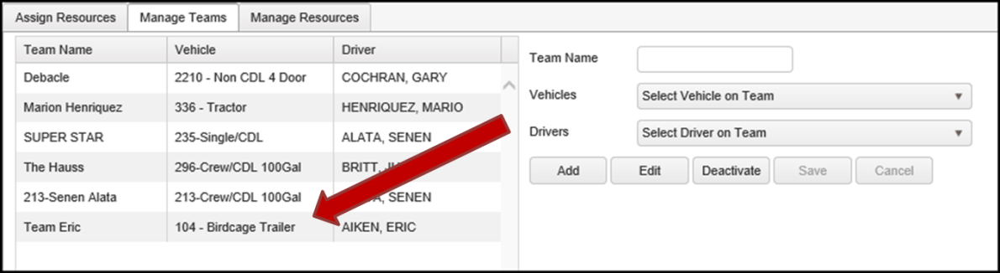 Assign Resources Manage Teams Manage Resources
Team Name Vehicle Driver
Debacle 2210 - Non CDL 4 Door COCHRAN, GARY
Marion Henriquez 336 - Tractor HENRIQUEZ, MARIO
SUPER STAR 235-Single/CDL ALATA, SENEN
The Hauss 296-Crew/CDL 100Gal BRITT,
213-Senen Alata 213-Crew/CDL 100Gal SENEN
Team Eric 104 - Birdcage Trailer AIKEN, ERIC
Team Name
Vehicles Select Vehicle on Team
Drivers Select Driver on Team
Add Edit Deactivate Save Cancel